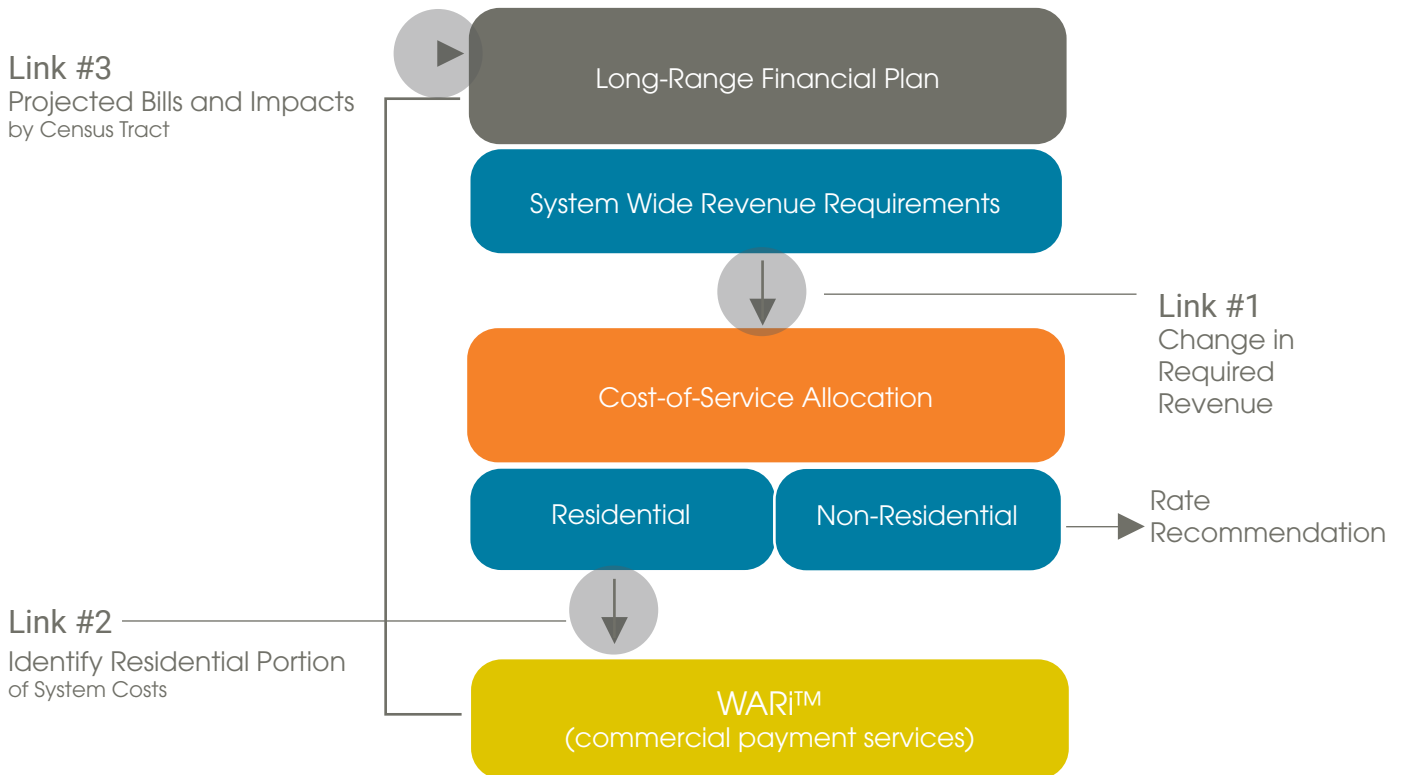 Link #3
Projected Bills and Impacts
by Census Tract
Long-Range Financial Plan
System Wide Revenue Requirements
Link #1
Change in
Required
Revenue
Cost-of-Service Allocation
Residential
Non-Residential
Rate
Recommendation
Link #2
Identify Residential Portion
of System Costs
WARi™
(commercial payment services)